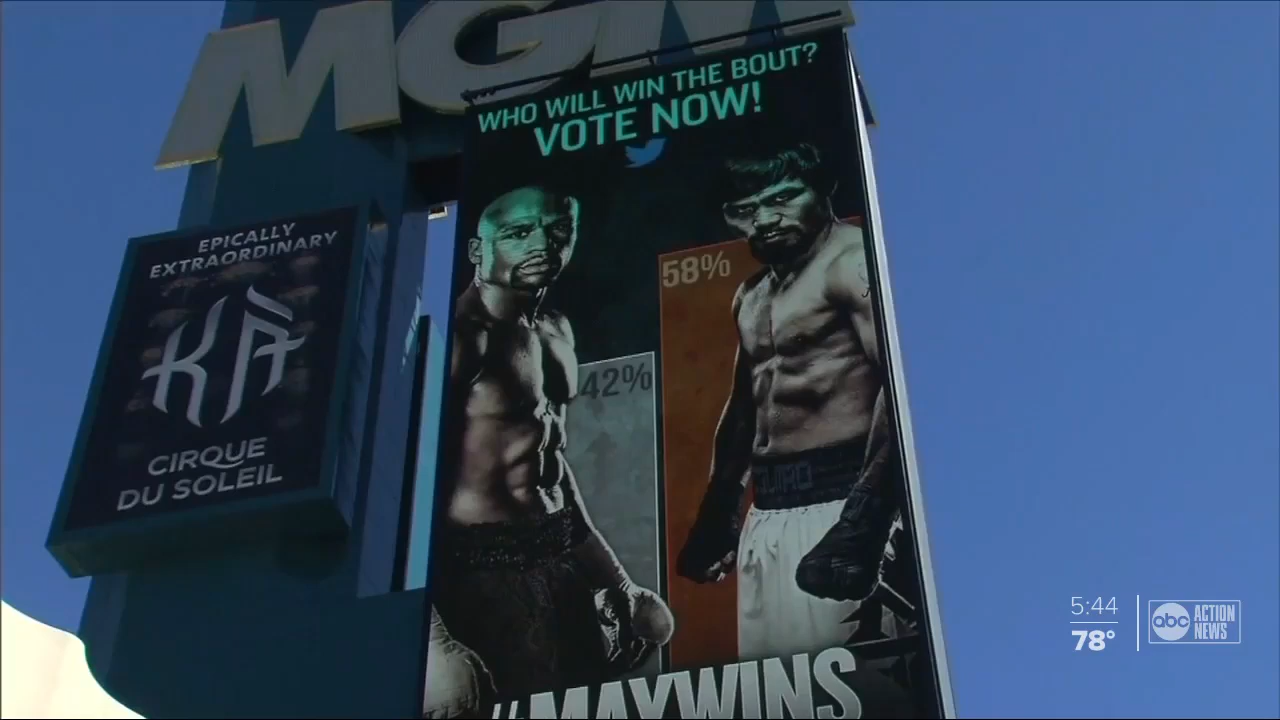 MGM
WHO WILL WIN THE BOUT?
VOTE NOW!
EPICALLY
EXTRAORDINARY
KÀ
CIRQUE
DU SOLEIL
58%
42%
#MAYWINS
5:44
78°
abc ACTION
NEWS